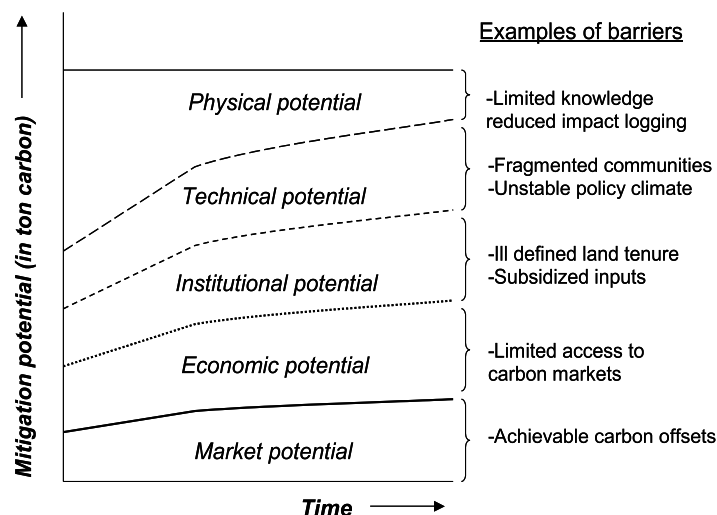 Examples of barriers
Physical potential
-Limited knowledge
reduced impact logging
Technical potential
-Fragmented communities
-Unstable policy climate
Institutional potential
-Ill defined land tenure
-Subsidized inputs
Economic potential
-Limited access to
carbon markets
Market potential
-Achievable carbon offsets
Mitigation potential (in ton carbon)
Time